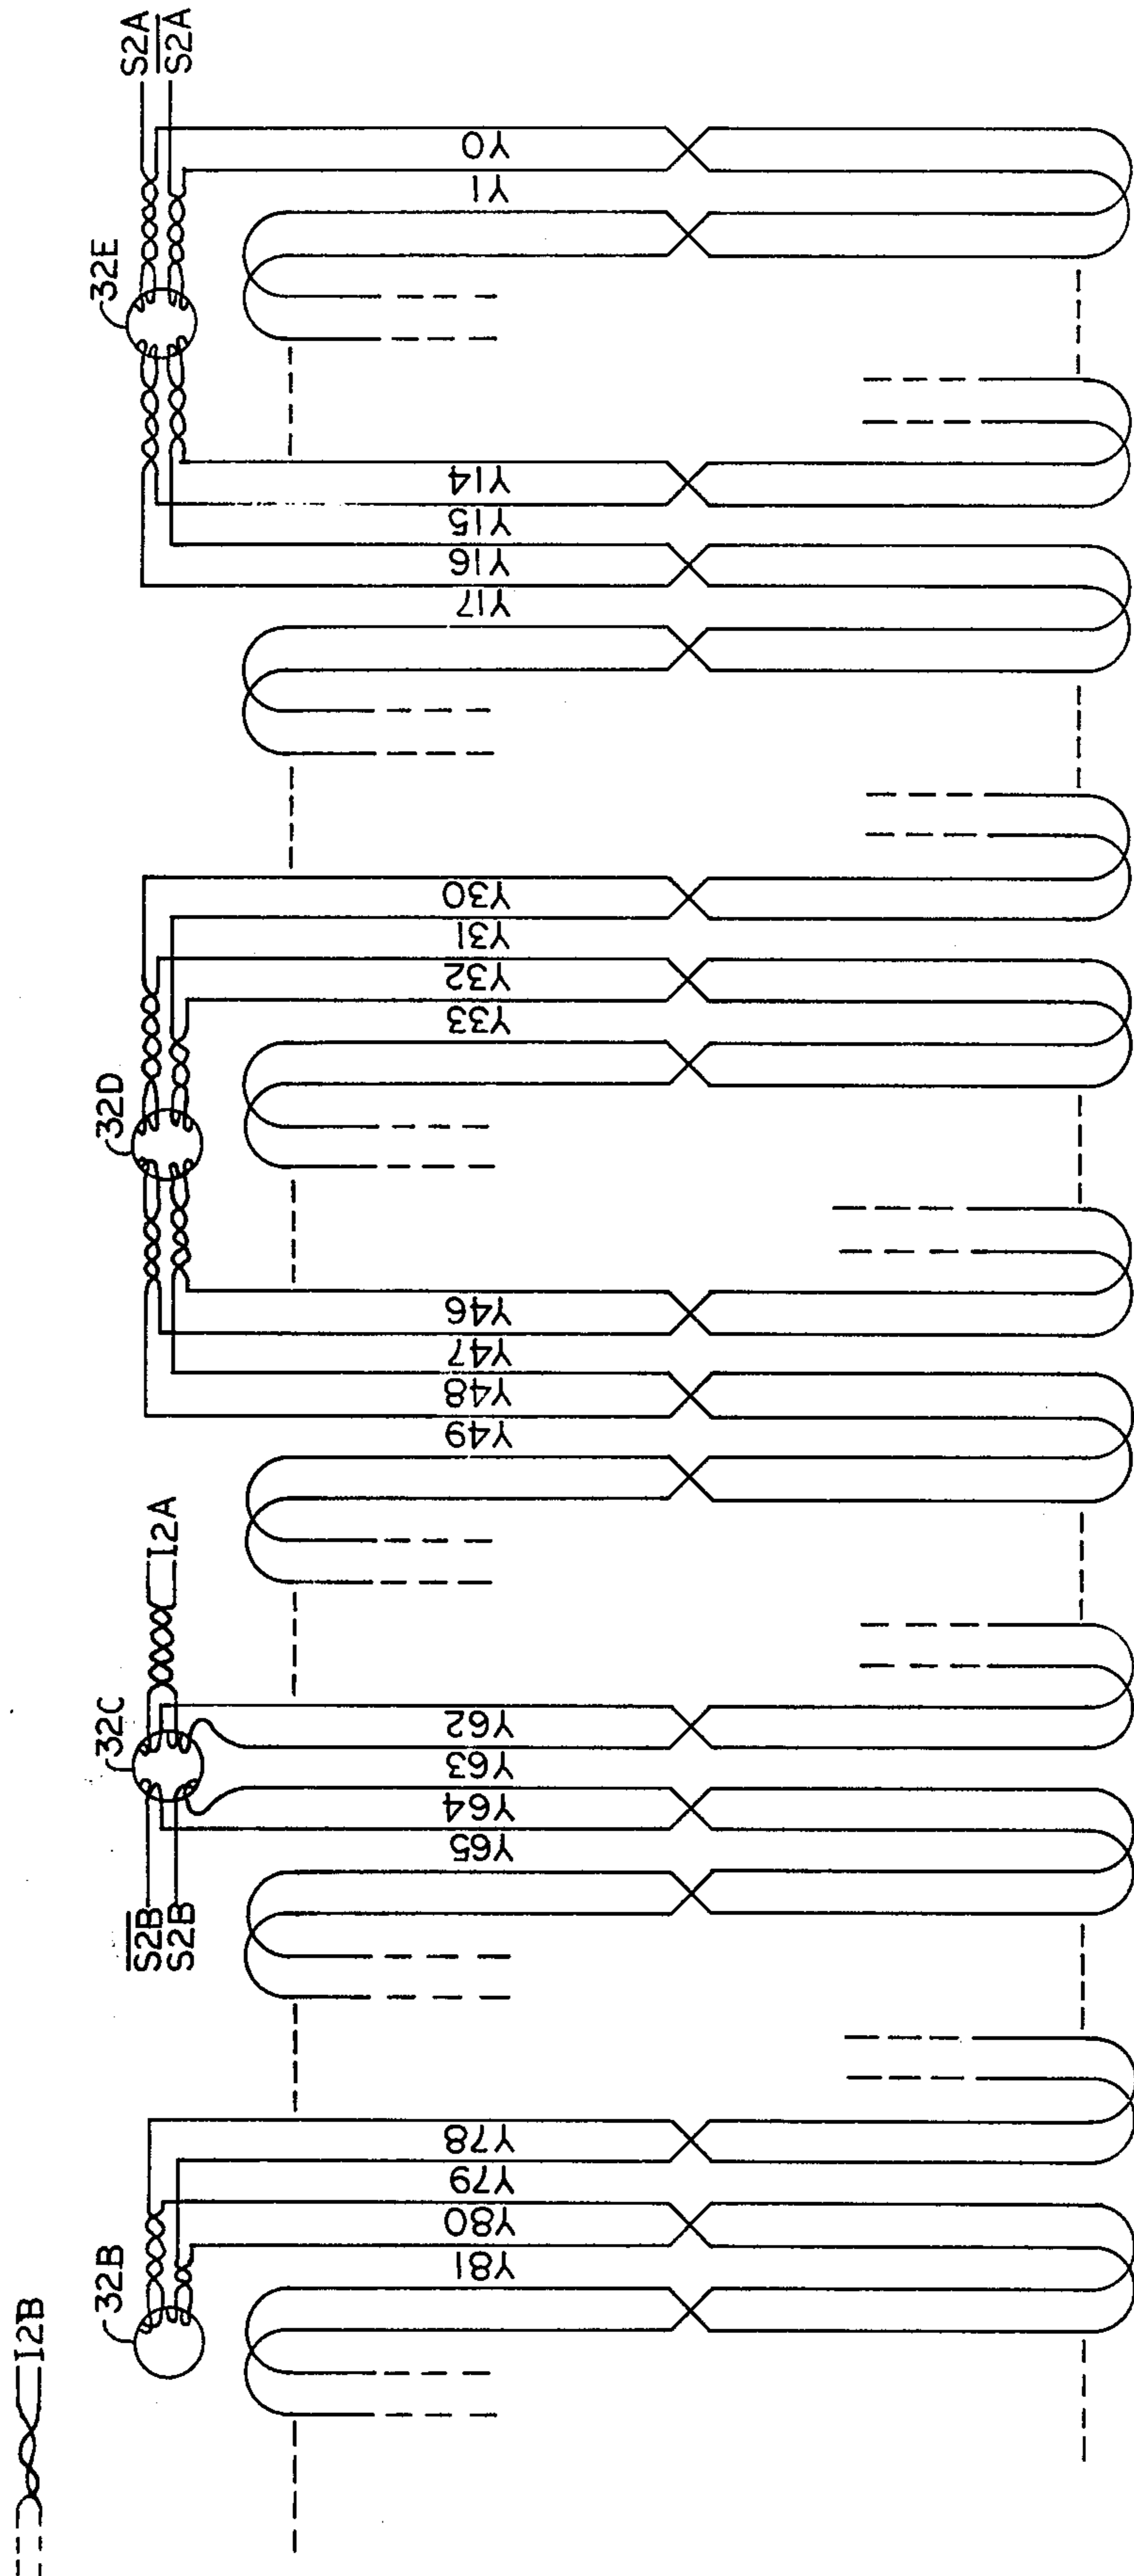 S2A
S2A
32E
Y0
Y1
Y14
Y15
Y16
Y17
Y30
Y31
32D
Y32
Y33
Y46
Y47
Y48
Y49
I2A
32C
Y62
Y63
Y64
Y65
S2B
S2B
Y78
Y79
Y80
Y81
32B
I2B